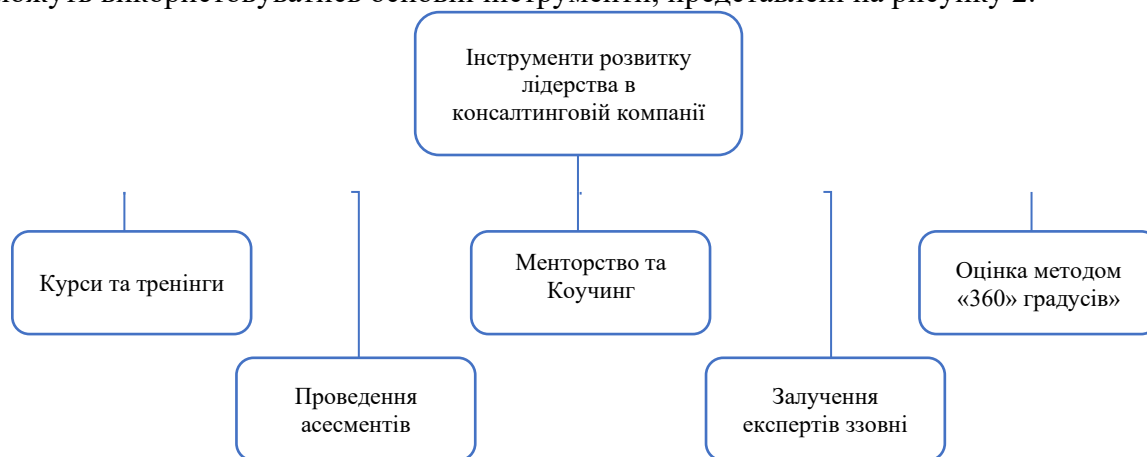 можуть використовуватись основні інструменти, представлені на рисунку 2.
Інструменти розвитку
лідерства в
консалтинговій компанії
Курси та тренінги
Менторство та
Коучинг
Оцінка методом
«360» градусів»
Проведення
асесментів
Залучення
експертів ззовні